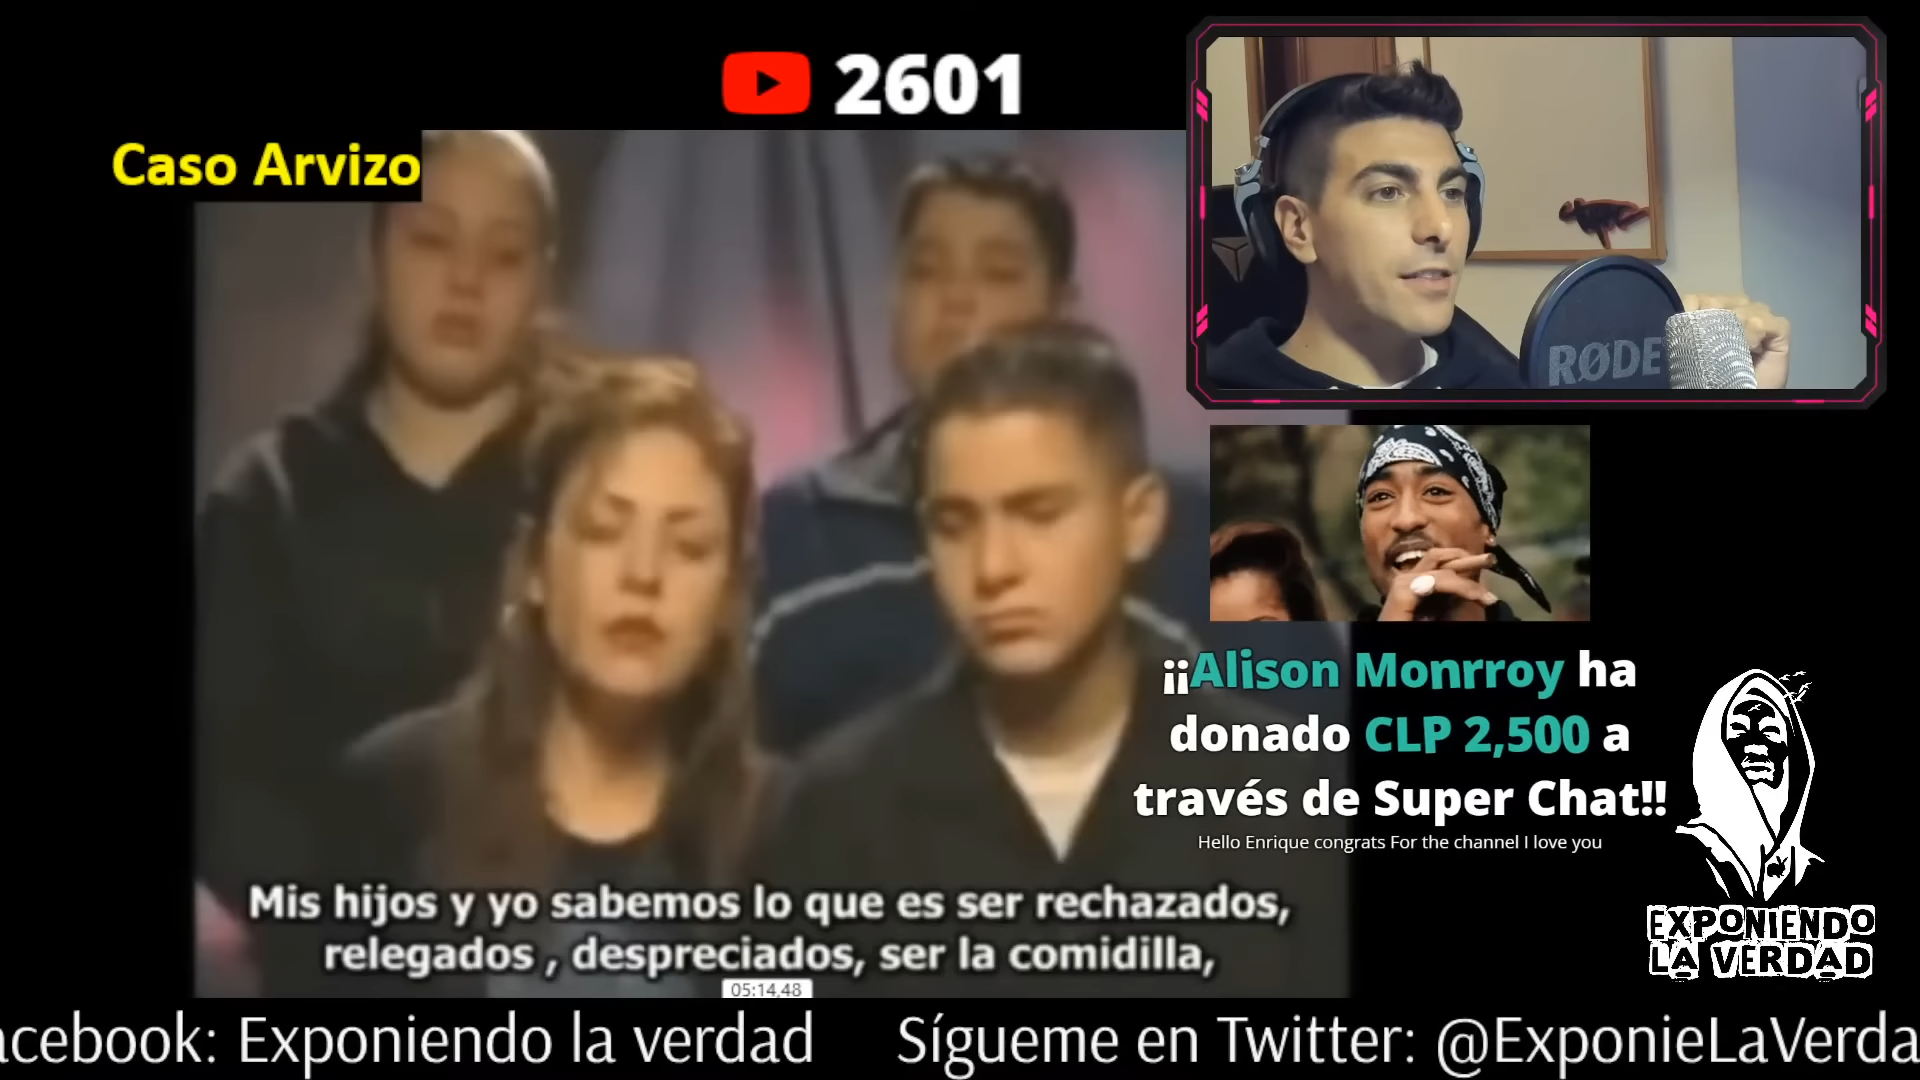 2601
Caso Arvizo
RØDE
¡¡Alison Monrroy ha
donado CLP 2,500 a
través de Super Chat!!
Hello Enrique congrats For the channel I love you
EXPONIENDO
LA VERDAD
Mis hijos y yo sabemos lo que es ser rechazados,
relegados , despreciados, ser la comidilla,
05:14,48
acebook: Exponiendo la verdad Sígueme en Twitter: @ExponieLaVerda